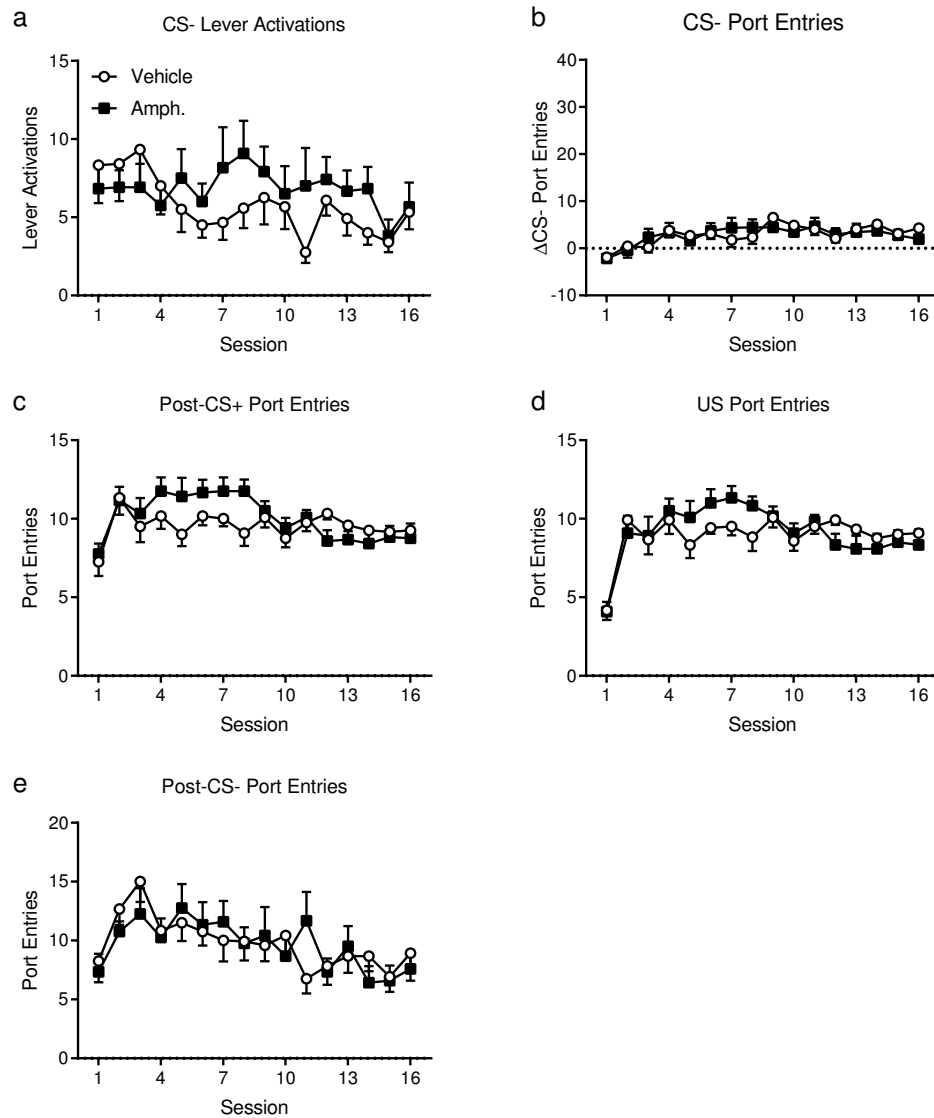 a
CS- Lever Activations
15
10
5
0
Lever Activations
Vehicle
Amph.
1 4 7 10 13 16
Session
b
CS- Port Entries
40
30
20
10
0
-10
ΔCS- Port Entries
1 4 7 10 13 16
Session
c
Post-CS+ Port Entries
15
10
5
0
Port Entries
1 4 7 10 13 16
Session
d
US Port Entries
15
10
5
0
Port Entries
1 4 7 10 13 16
Session
e
Post-CS- Port Entries
20
15
10
5
0
Port Entries
1 4 7 10 13 16
Session